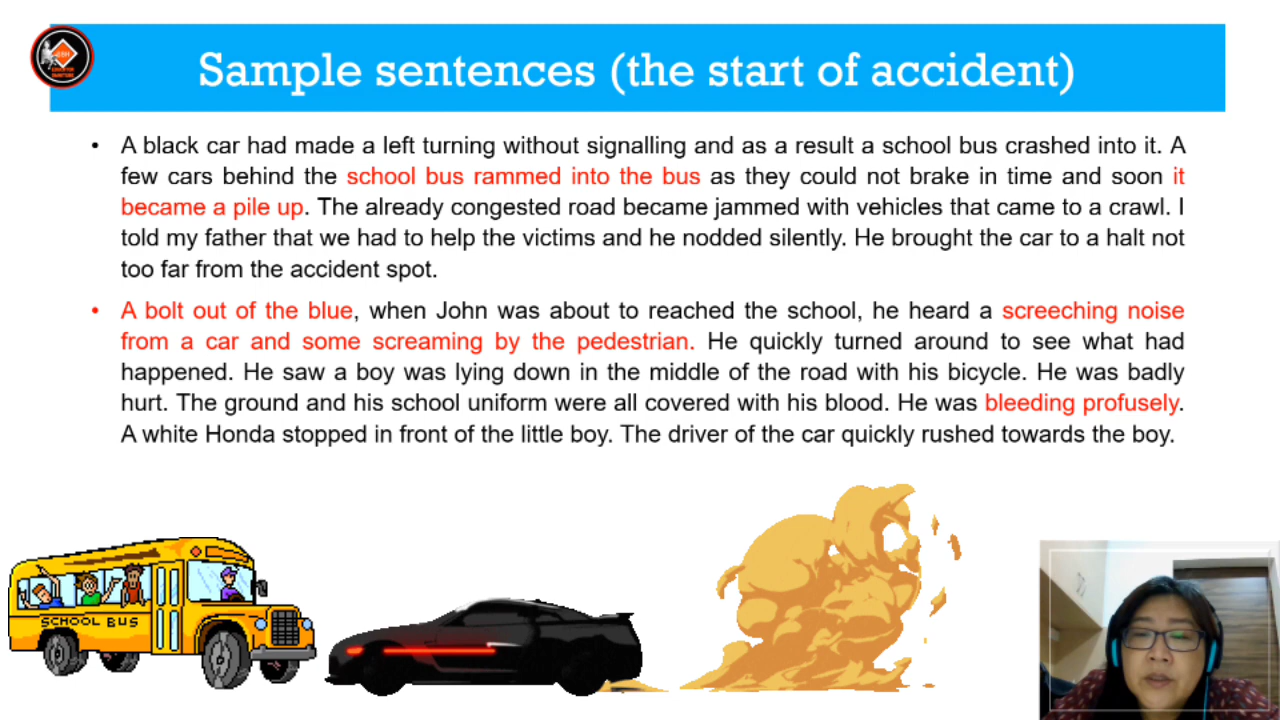 Sample sentences (the start of accident)
• A black car had made a left turning without signalling and as a result a school bus crashed into it. A
few cars behind the school bus rammed into the bus as they could not brake in time and soon it
became a pile up. The already congested road became jammed with vehicles that came to a crawl. I
told my father that we had to help the victims and he nodded silently. He brought the car to a halt not
too far from the accident spot.
• A bolt out of the blue, when John was about to reached the school, he heard a screeching noise
from a car and some screaming by the pedestrian. He quickly turned around to see what had
happened. He saw a boy was lying down in the middle of the road with his bicycle. He was badly
hurt. The ground and his school uniform were all covered with his blood. He was bleeding profusely.
A white Honda stopped in front of the little boy. The driver of the car quickly rushed towards the boy.
SCHOOL BUS